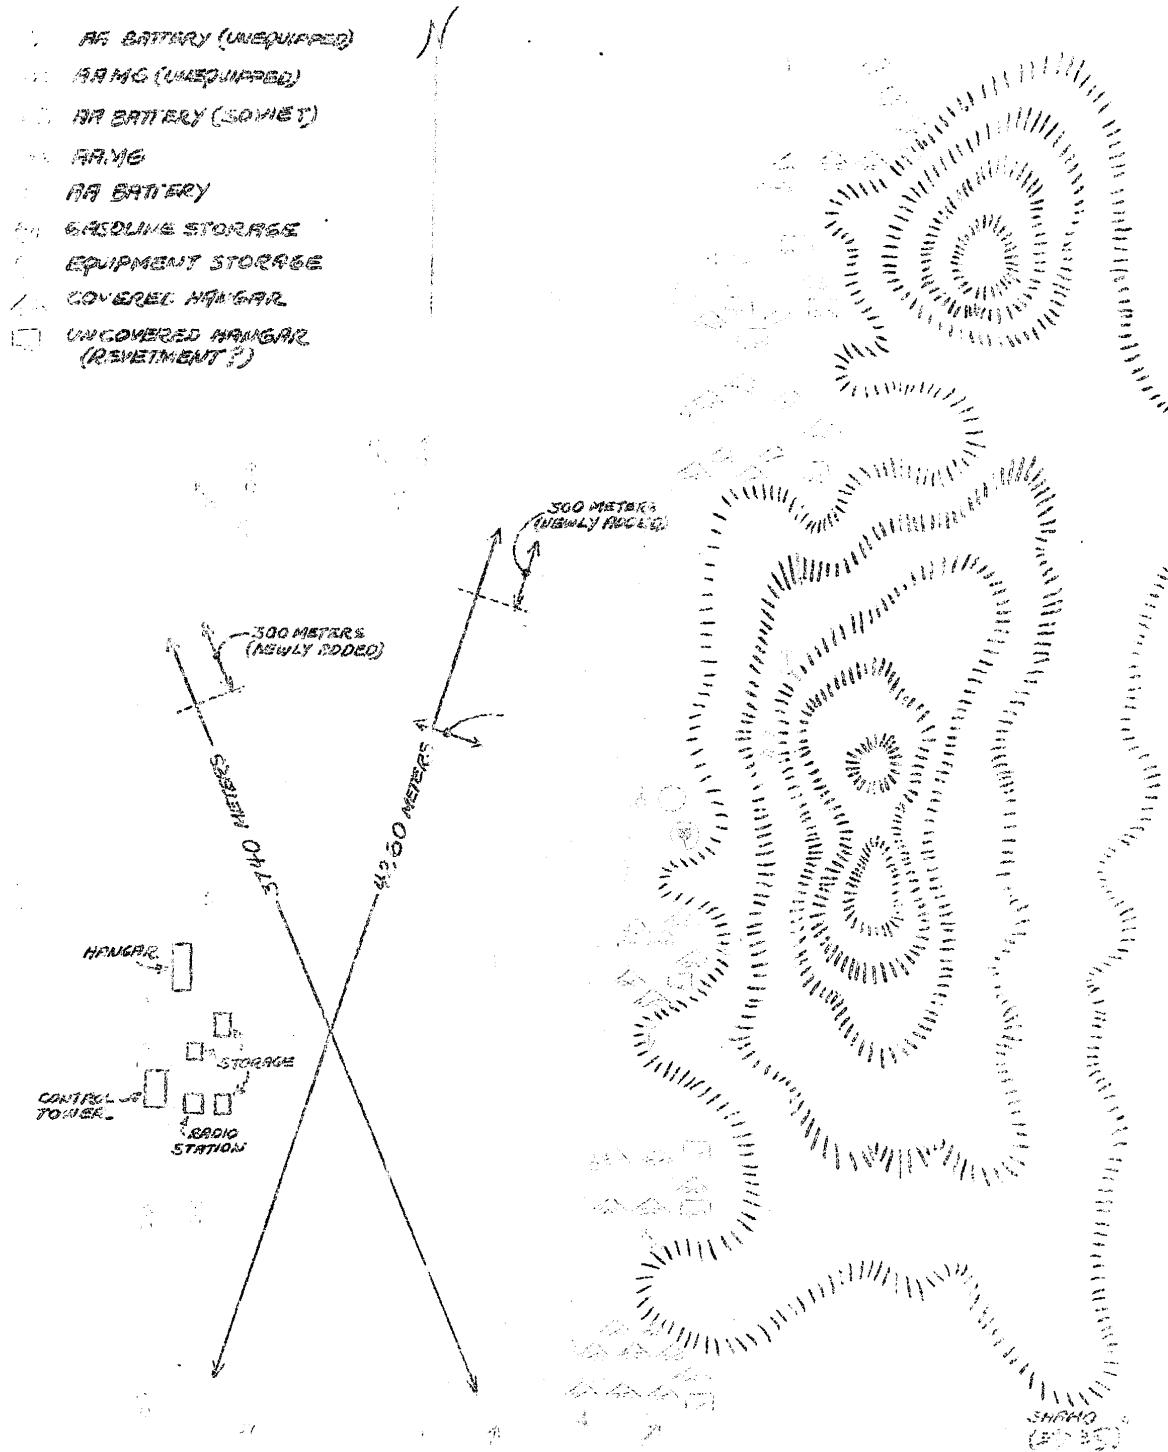 N
AA BATTERY (UNEQUIPPED)
AA MG (UNEQUIPPED)
AA BATTERY (SOVIET)
AA MG
AA BATTERY
GASOLINE STORAGE
EQUIPMENT STORAGE
COVERED HANGAR
UNCOVERED HANGAR
(REVETMENT?)
300 METERS
(NEWLY ADDED)
300 METERS
(NEWLY ADDED)
3740 METERS
METERS
HANGAR
STORAGE
CONTROL
TOWER
RADIO
STATION